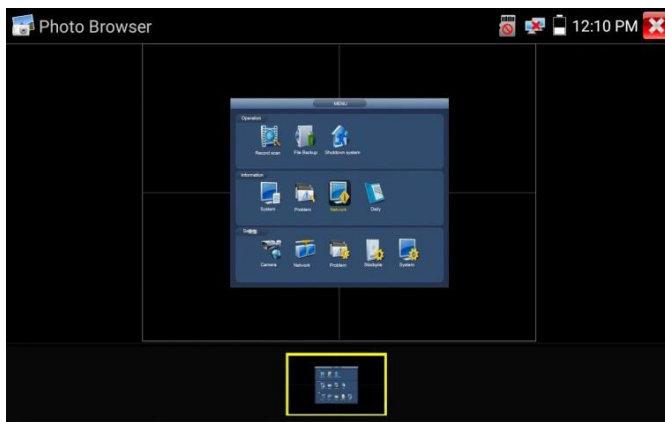 Photo Browser
12:10 PM
MENU
Operation
Record scan File Backup Shutdown system
Information
System Problem Network Daily
Camera Network Problem Stockpile System